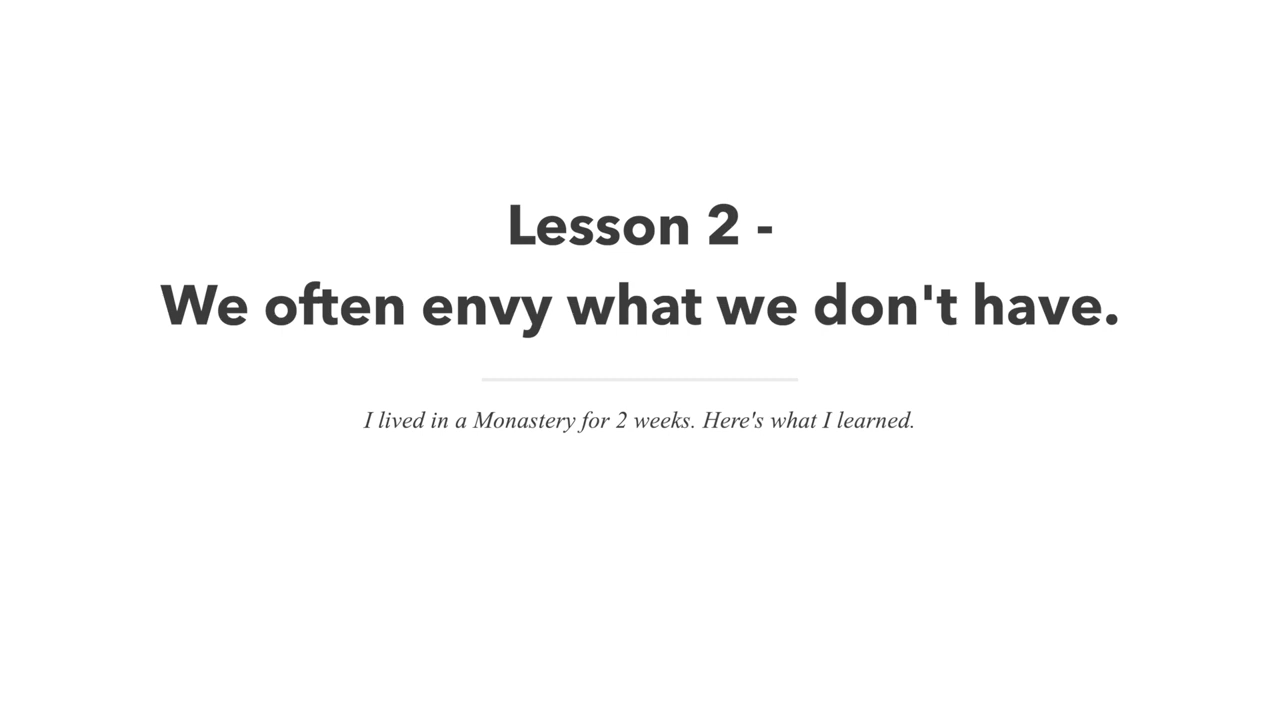 Lesson 2 -
We often envy what we don't have.
I lived in a Monastery for 2 weeks. Here's what I learned.